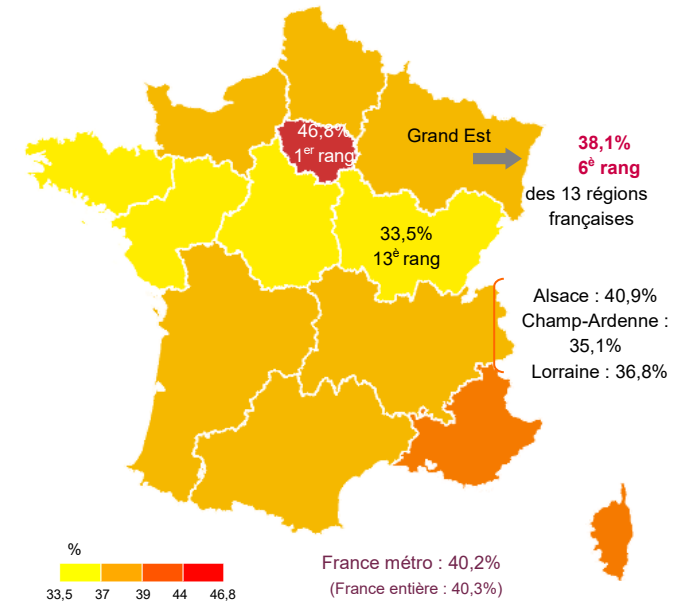 46,8%
1er rang
Grand Est
38,1%
6è rang
des 13 régions
françaises
33,5%
13è rang
Alsace : 40,9%
Champ-Ardenne :
35,1%
Lorraine : 36,8%
%
33,5 37 39 44 46,8
France métro : 40,2%
(France entière : 40,3%)